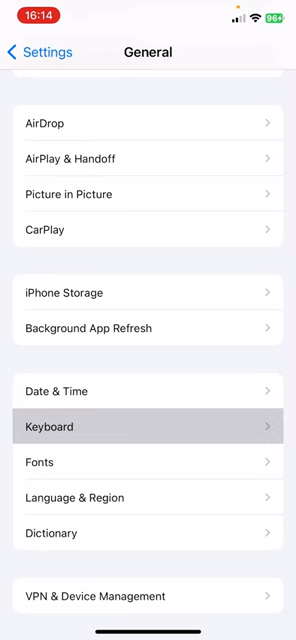 16:14
96+
Settings
General
AirDrop
AirPlay & Handoff
Picture in Picture
CarPlay
iPhone Storage
Background App Refresh
Date & Time
Keyboard
Fonts
Language & Region
Dictionary
VPN & Device Management